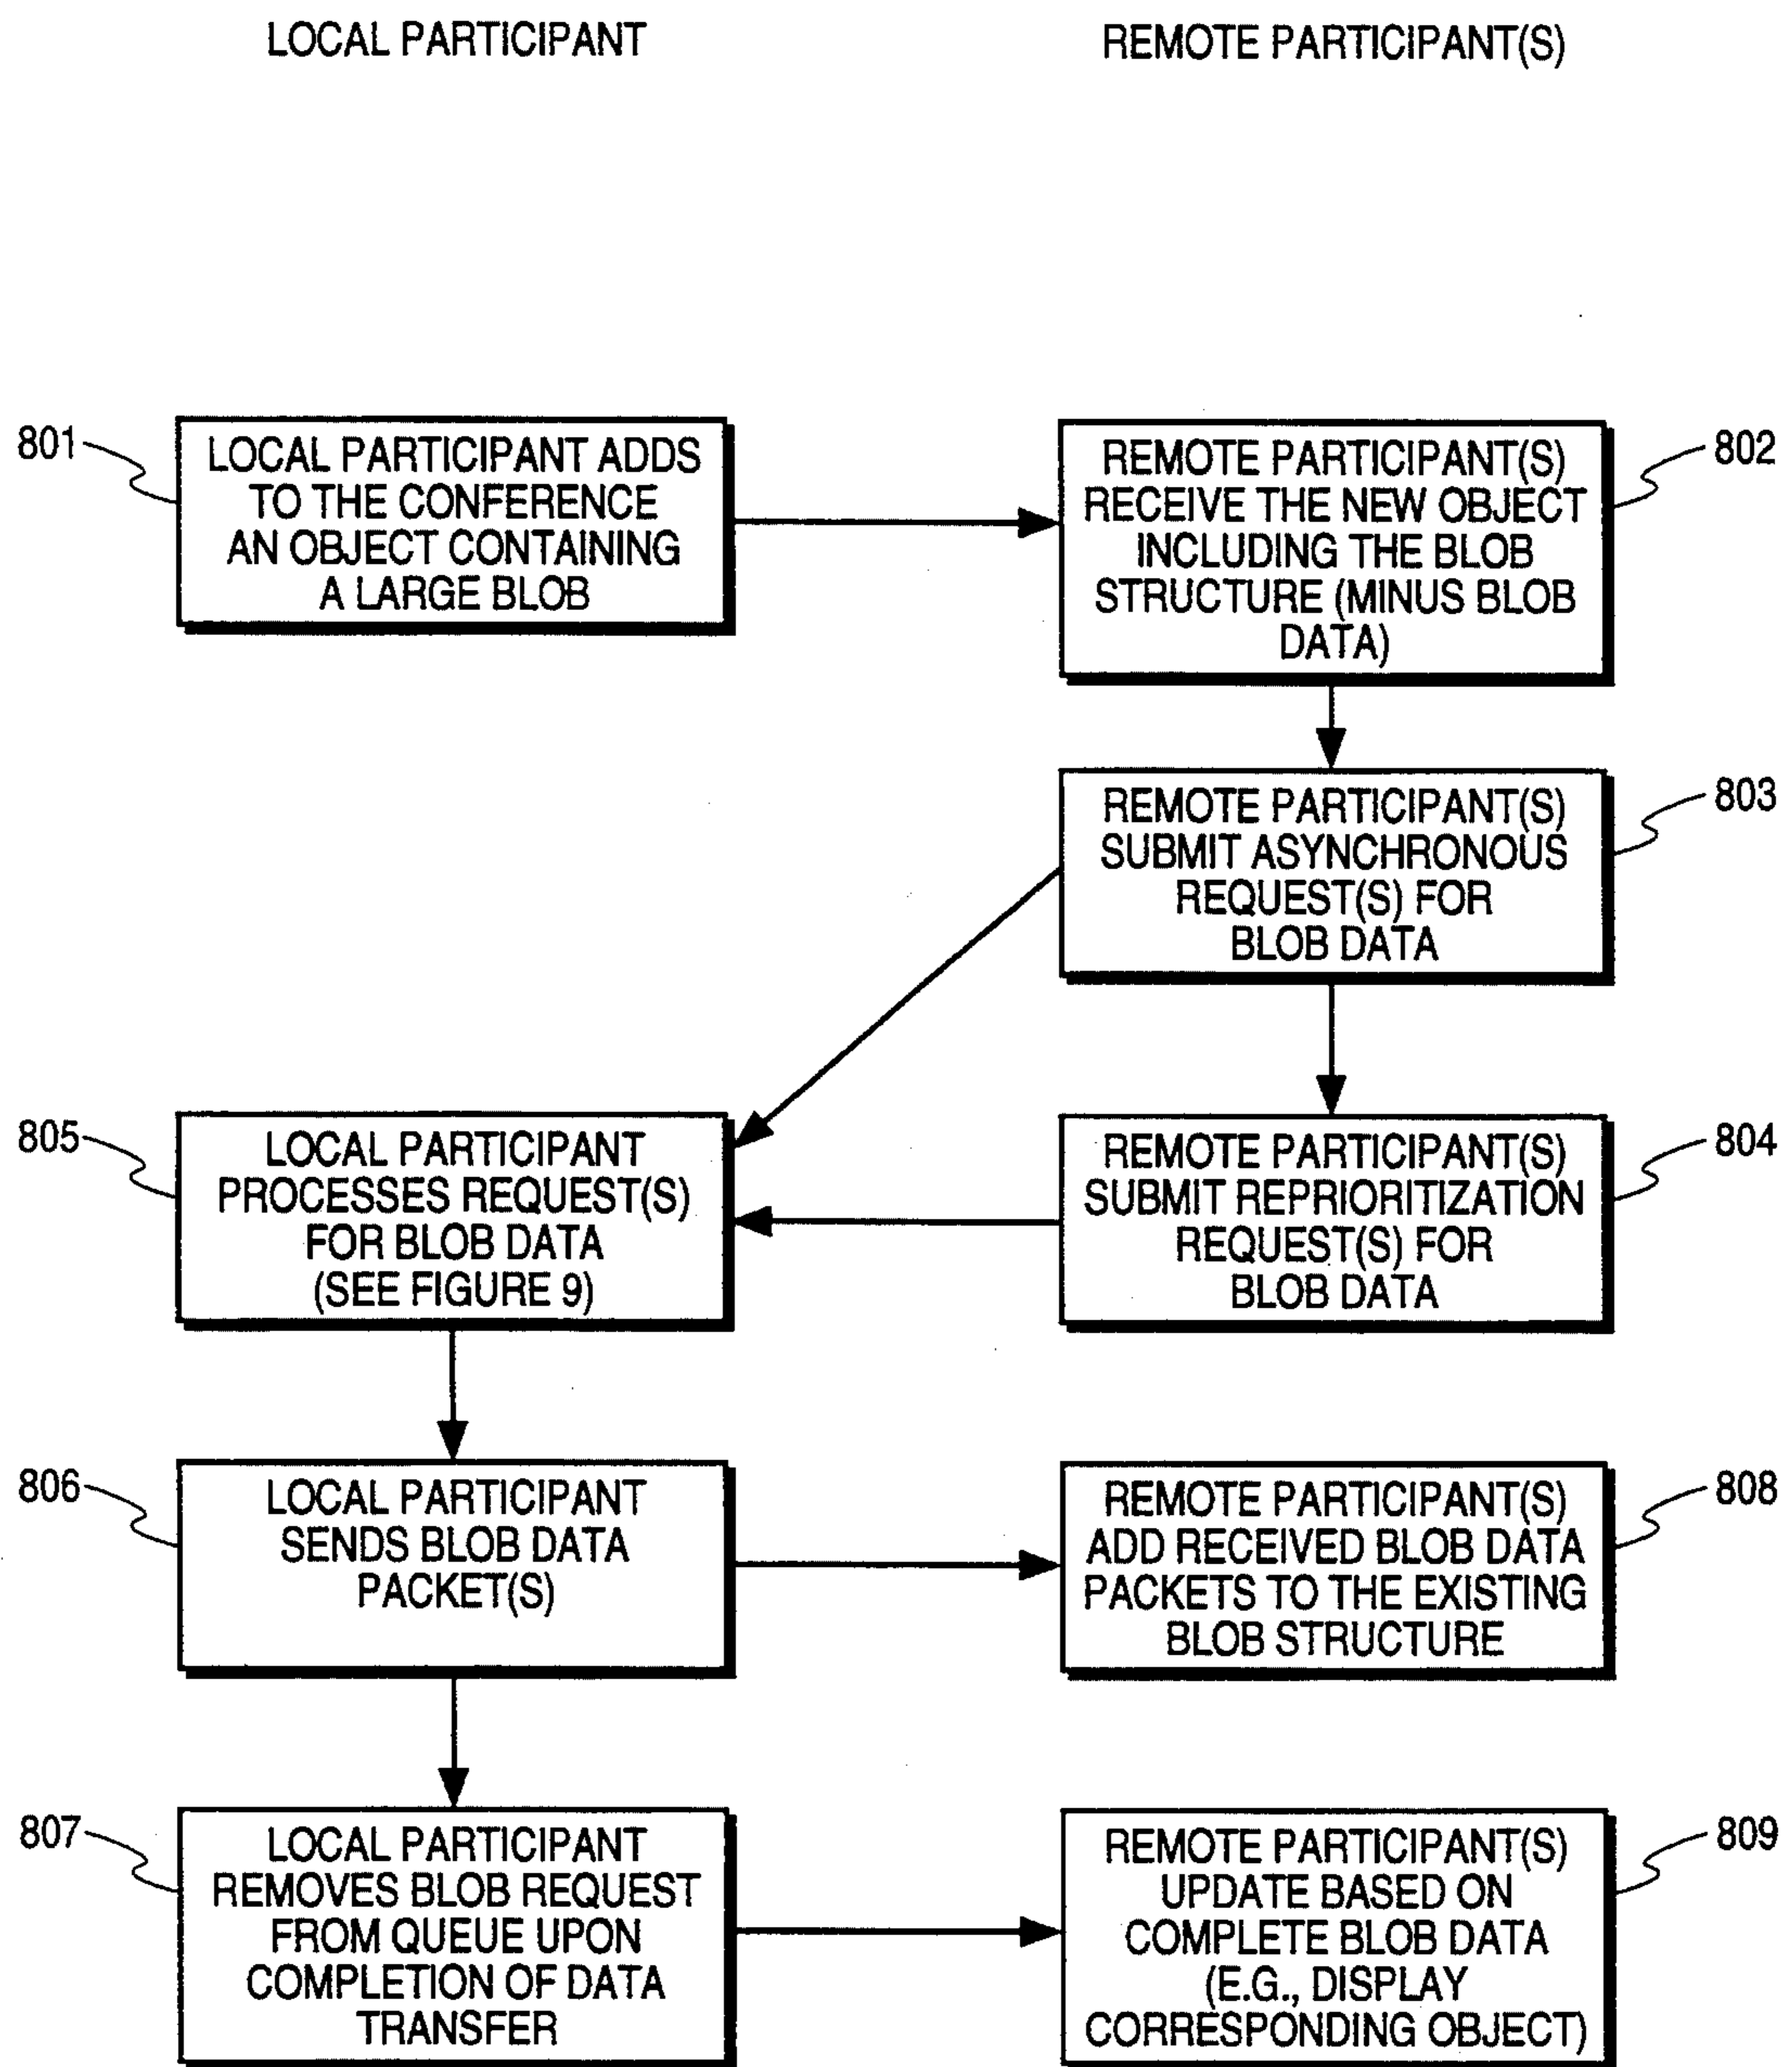 LOCAL PARTICIPANT
REMOTE PARTICIPANT(S)
801
LOCAL PARTICIPANT ADDS
TO THE CONFERENCE
AN OBJECT CONTAINING
A LARGE BLOB
802
REMOTE PARTICIPANT(S)
RECEIVE THE NEW OBJECT
INCLUDING THE BLOB
STRUCTURE (MINUS BLOB
DATA)
803
REMOTE PARTICIPANT(S)
SUBMIT ASYNCHRONOUS
REQUEST(S) FOR
BLOB DATA
804
REMOTE PARTICIPANT(S)
SUBMIT REPRIORITIZATION
REQUEST(S) FOR
BLOB DATA
805
LOCAL PARTICIPANT
PROCESSES REQUEST(S)
FOR BLOB DATA
(SEE FIGURE 9)
806
LOCAL PARTICIPANT
SENDS BLOB DATA
PACKET(S)
808
REMOTE PARTICIPANT(S)
ADD RECEIVED BLOB DATA
PACKETS TO THE EXISTING
BLOB STRUCTURE
807
LOCAL PARTICIPANT
REMOVES BLOB REQUEST
FROM QUEUE UPON
COMPLETION OF DATA
TRANSFER
809
REMOTE PARTICIPANT(S)
UPDATE BASED ON
COMPLETE BLOB DATA
(E.G., DISPLAY
CORRESPONDING OBJECT)